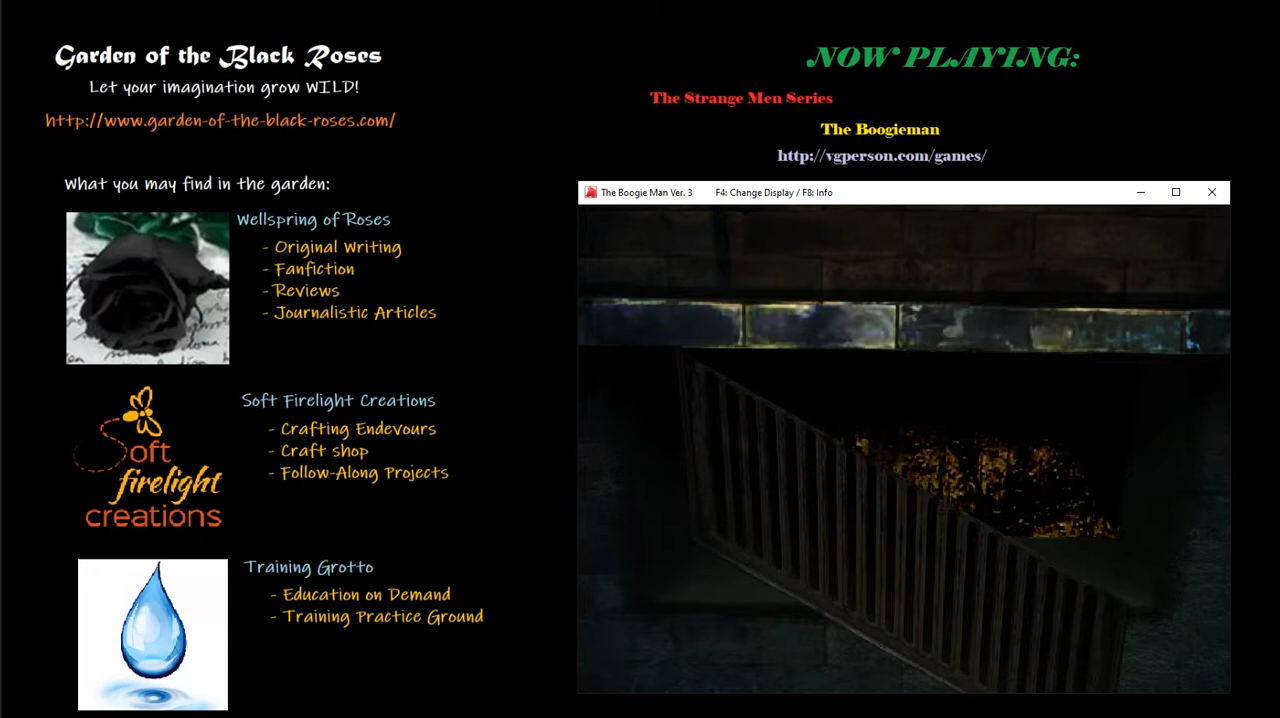 Garden of the Black Roses
Let your imagination grow WILD!
http://www.garden-of-the-black-roses.com/
What you may find in the garden:
Wellspring of Roses
- Original Writing
- Fanfiction
- Reviews
- Journalistic Articles
Soft firelight creations
Soft Firelight Creations
- Crafting Endevours
- Craft shop
- Follow-Along Projects
Training Grotto
- Education on Demand
- Training Practice Ground
NOW PLAYING:
The Strange Men Series
The Boogieman
http://vgperson.com/games/
The Boogie Man Ver. 3 F4: Change Display / F8: Info